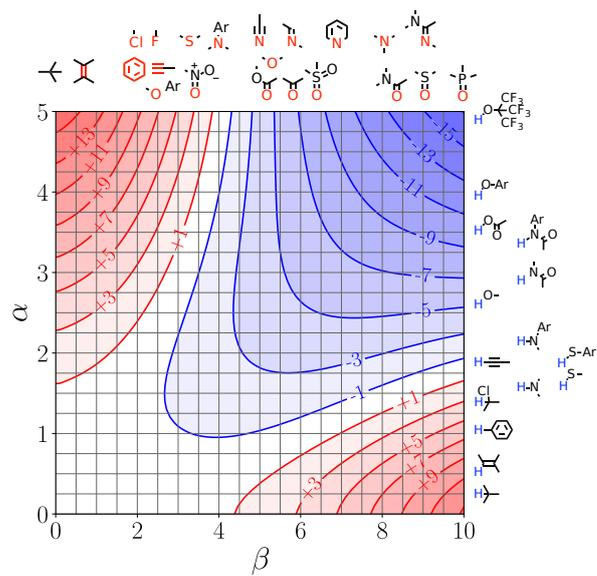 Ar
Cl F S N N N N N N
O
O Ar N+ O− O O O S O N S P
O O O O O O
5 O CF3 CF3 CF3 H
+13 -15
+11 -13
4 +9 -11 O-Ar H
+7 +1 -9 O O H Ar N O H
3 +5 -7 N O H
+3 -5 O H
α
2 -3 H-N Ar
-1 H S-Ar
H S
Cl H H-N
+1
1 H
+5
+7 H
+3 +9
0 H
0 2 4 6 8 10
β